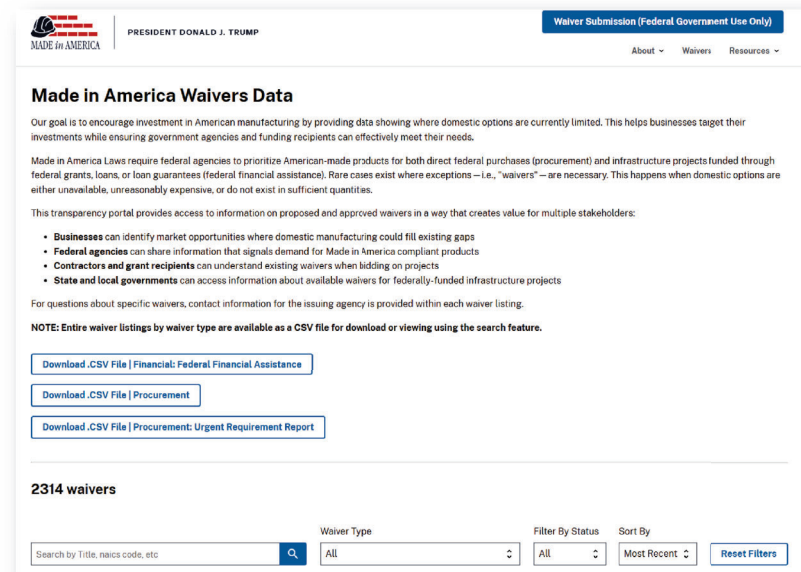 MADE in AMERICA
PRESIDENT DONALD J. TRUMP
Waiver Submission (Federal Government Use Only)
About
Waivers
Resources
Made in America Waivers Data
Our goal is to encourage investment in American manufacturing by providing data showing where domestic options are currently limited. This helps businesses target their
investments while ensuring government agencies and funding recipients can effectively meet their needs.
Made in America Laws require federal agencies to prioritize American-made products for both direct federal purchases (procurement) and infrastructure projects funded through
federal grants, loans, or loan guarantees (federal financial assistance). Rare cases exist where exceptions—i.e., "waivers"—are necessary. This happens when domestic options are
either unavailable, unreasonably expensive, or do not exist in sufficient quantities.
This transparency portal provides access to information on proposed and approved waivers in a way that creates value for multiple stakeholders:
• Businesses can identify market opportunities where domestic manufacturing could fill existing gaps
• Federal agencies can share information that signals demand for Made in America compliant products
• Contractors and grant recipients can understand existing waivers when bidding on projects
• State and local governments can access information about available waivers for federally-funded infrastructure projects
For questions about specific waivers, contact information for the issuing agency is provided within each waiver listing.
NOTE: Entire waiver listings by waiver type are available as a CSV file for download or viewing using the search feature.
Download .CSV File | Financial: Federal Financial Assistance
Download .CSV File | Procurement
Download .CSV File | Procurement: Urgent Requirement Report
2314 waivers
Waiver Type
Filter By Status
Sort By
Search by Title, naics code, etc
All
All
Most Recent
Reset Filters